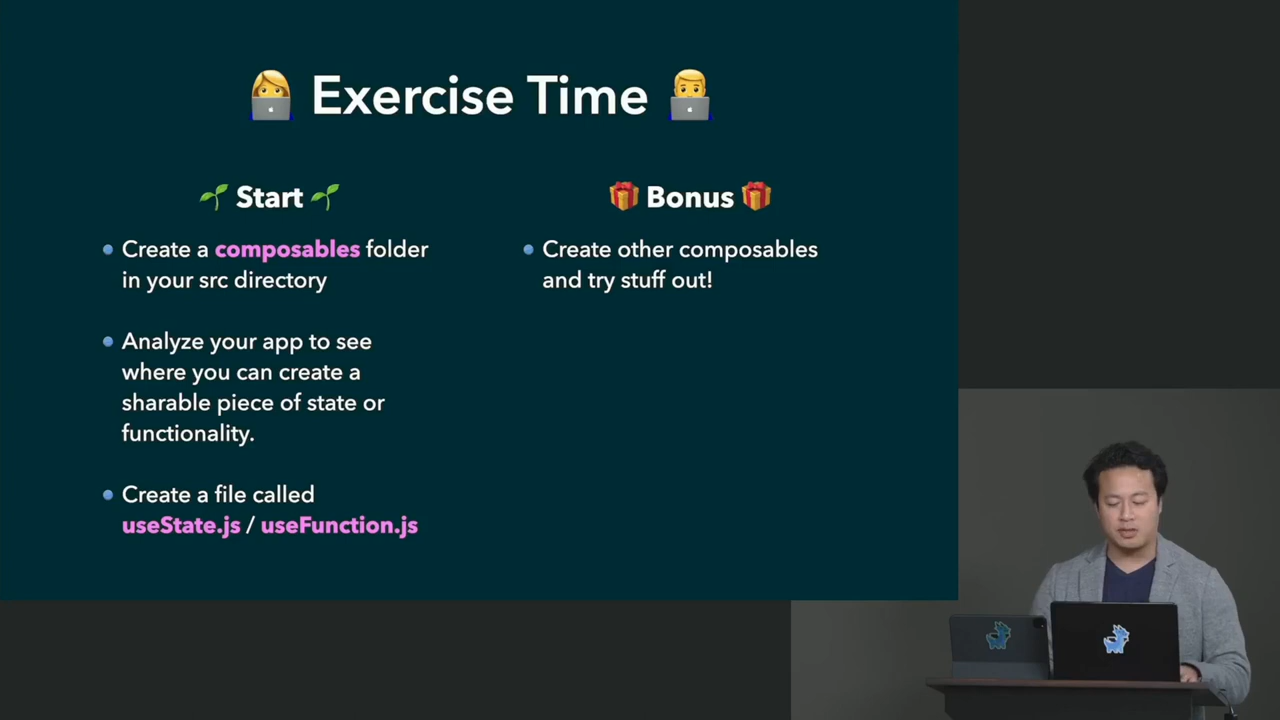 Exercise Time
Start
Create a composables folder
in your src directory
Analyze your app to see
where you can create a
sharable piece of state or
functionality.
Create a file called
useState.js / useFunction.js
Bonus
Create other composables
and try stuff out!